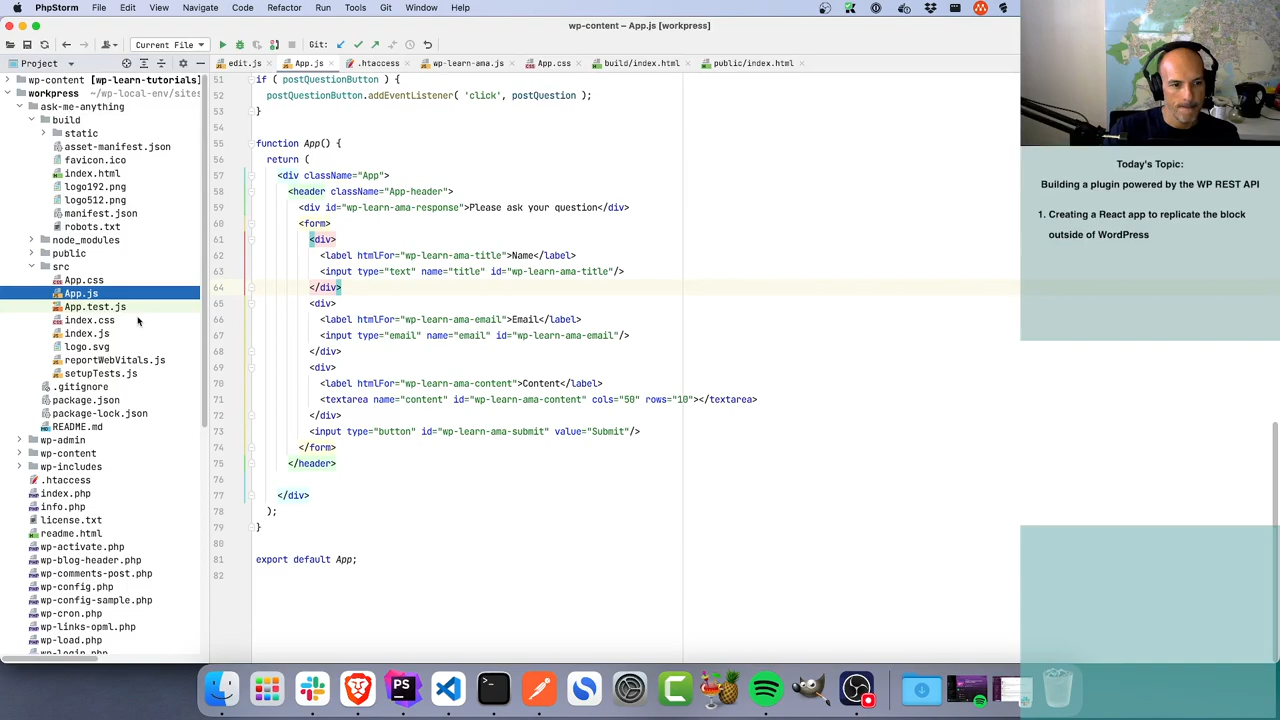 PhpStorm File Edit View Navigate Code Refactor Run Tools Git Window Help
wp-content – App.js [workpress]
Current File Git:
Project
edit.js App.js .htaccess wp-learn-ama.js App.css build/index.html public/index.html
wp-content [wp-learn-tutorials]
workpress ~/wp-local-env/sites
ask-me-anything
build
static
asset-manifest.json
favicon.ico
index.html
logo192.png
logo512.png
manifest.json
robots.txt
node_modules
public
src
App.css
App.js
App.test.js
index.css
index.js
logo.svg
reportWebVitals.js
setupTests.js
.gitignore
package.json
package-lock.json
README.md
wp-admin
wp-content
wp-includes
.htaccess
index.php
info.php
license.txt
readme.html
wp-activate.php
wp-blog-header.php
wp-comments-post.php
wp-config.php
wp-config-sample.php
wp-cron.php
wp-links-opml.php
wp-load.php
wp-login.php
51 if ( postQuestionButton ) {
52 postQuestionButton.addEventListener( 'click', postQuestion );
53 }
54
55 function App() {
56 return (
57 <div className="App">
58 <header className="App-header">
59 <div id="wp-learn-ama-response">Please ask your question</div>
60 <form>
61 <div>
62 <label htmlFor="wp-learn-ama-title">Name</label>
63 <input type="text" name="title" id="wp-learn-ama-title"/>
64 </div>
65 <div>
66 <label htmlFor="wp-learn-ama-email">Email</label>
67 <input type="email" name="email" id="wp-learn-ama-email"/>
68 </div>
69 <div>
70 <label htmlFor="wp-learn-ama-content">Content</label>
71 <textarea name="content" id="wp-learn-ama-content" cols="50" rows="10"></textarea>
72 </div>
73 <input type="button" id="wp-learn-ama-submit" value="Submit"/>
74 </form>
75 </header>
76
77 </div>
78 );
79 }
80
81 export default App;
82
Today's Topic:
Building a plugin powered by the WP REST API
1. Creating a React app to replicate the block
outside of WordPress
PS